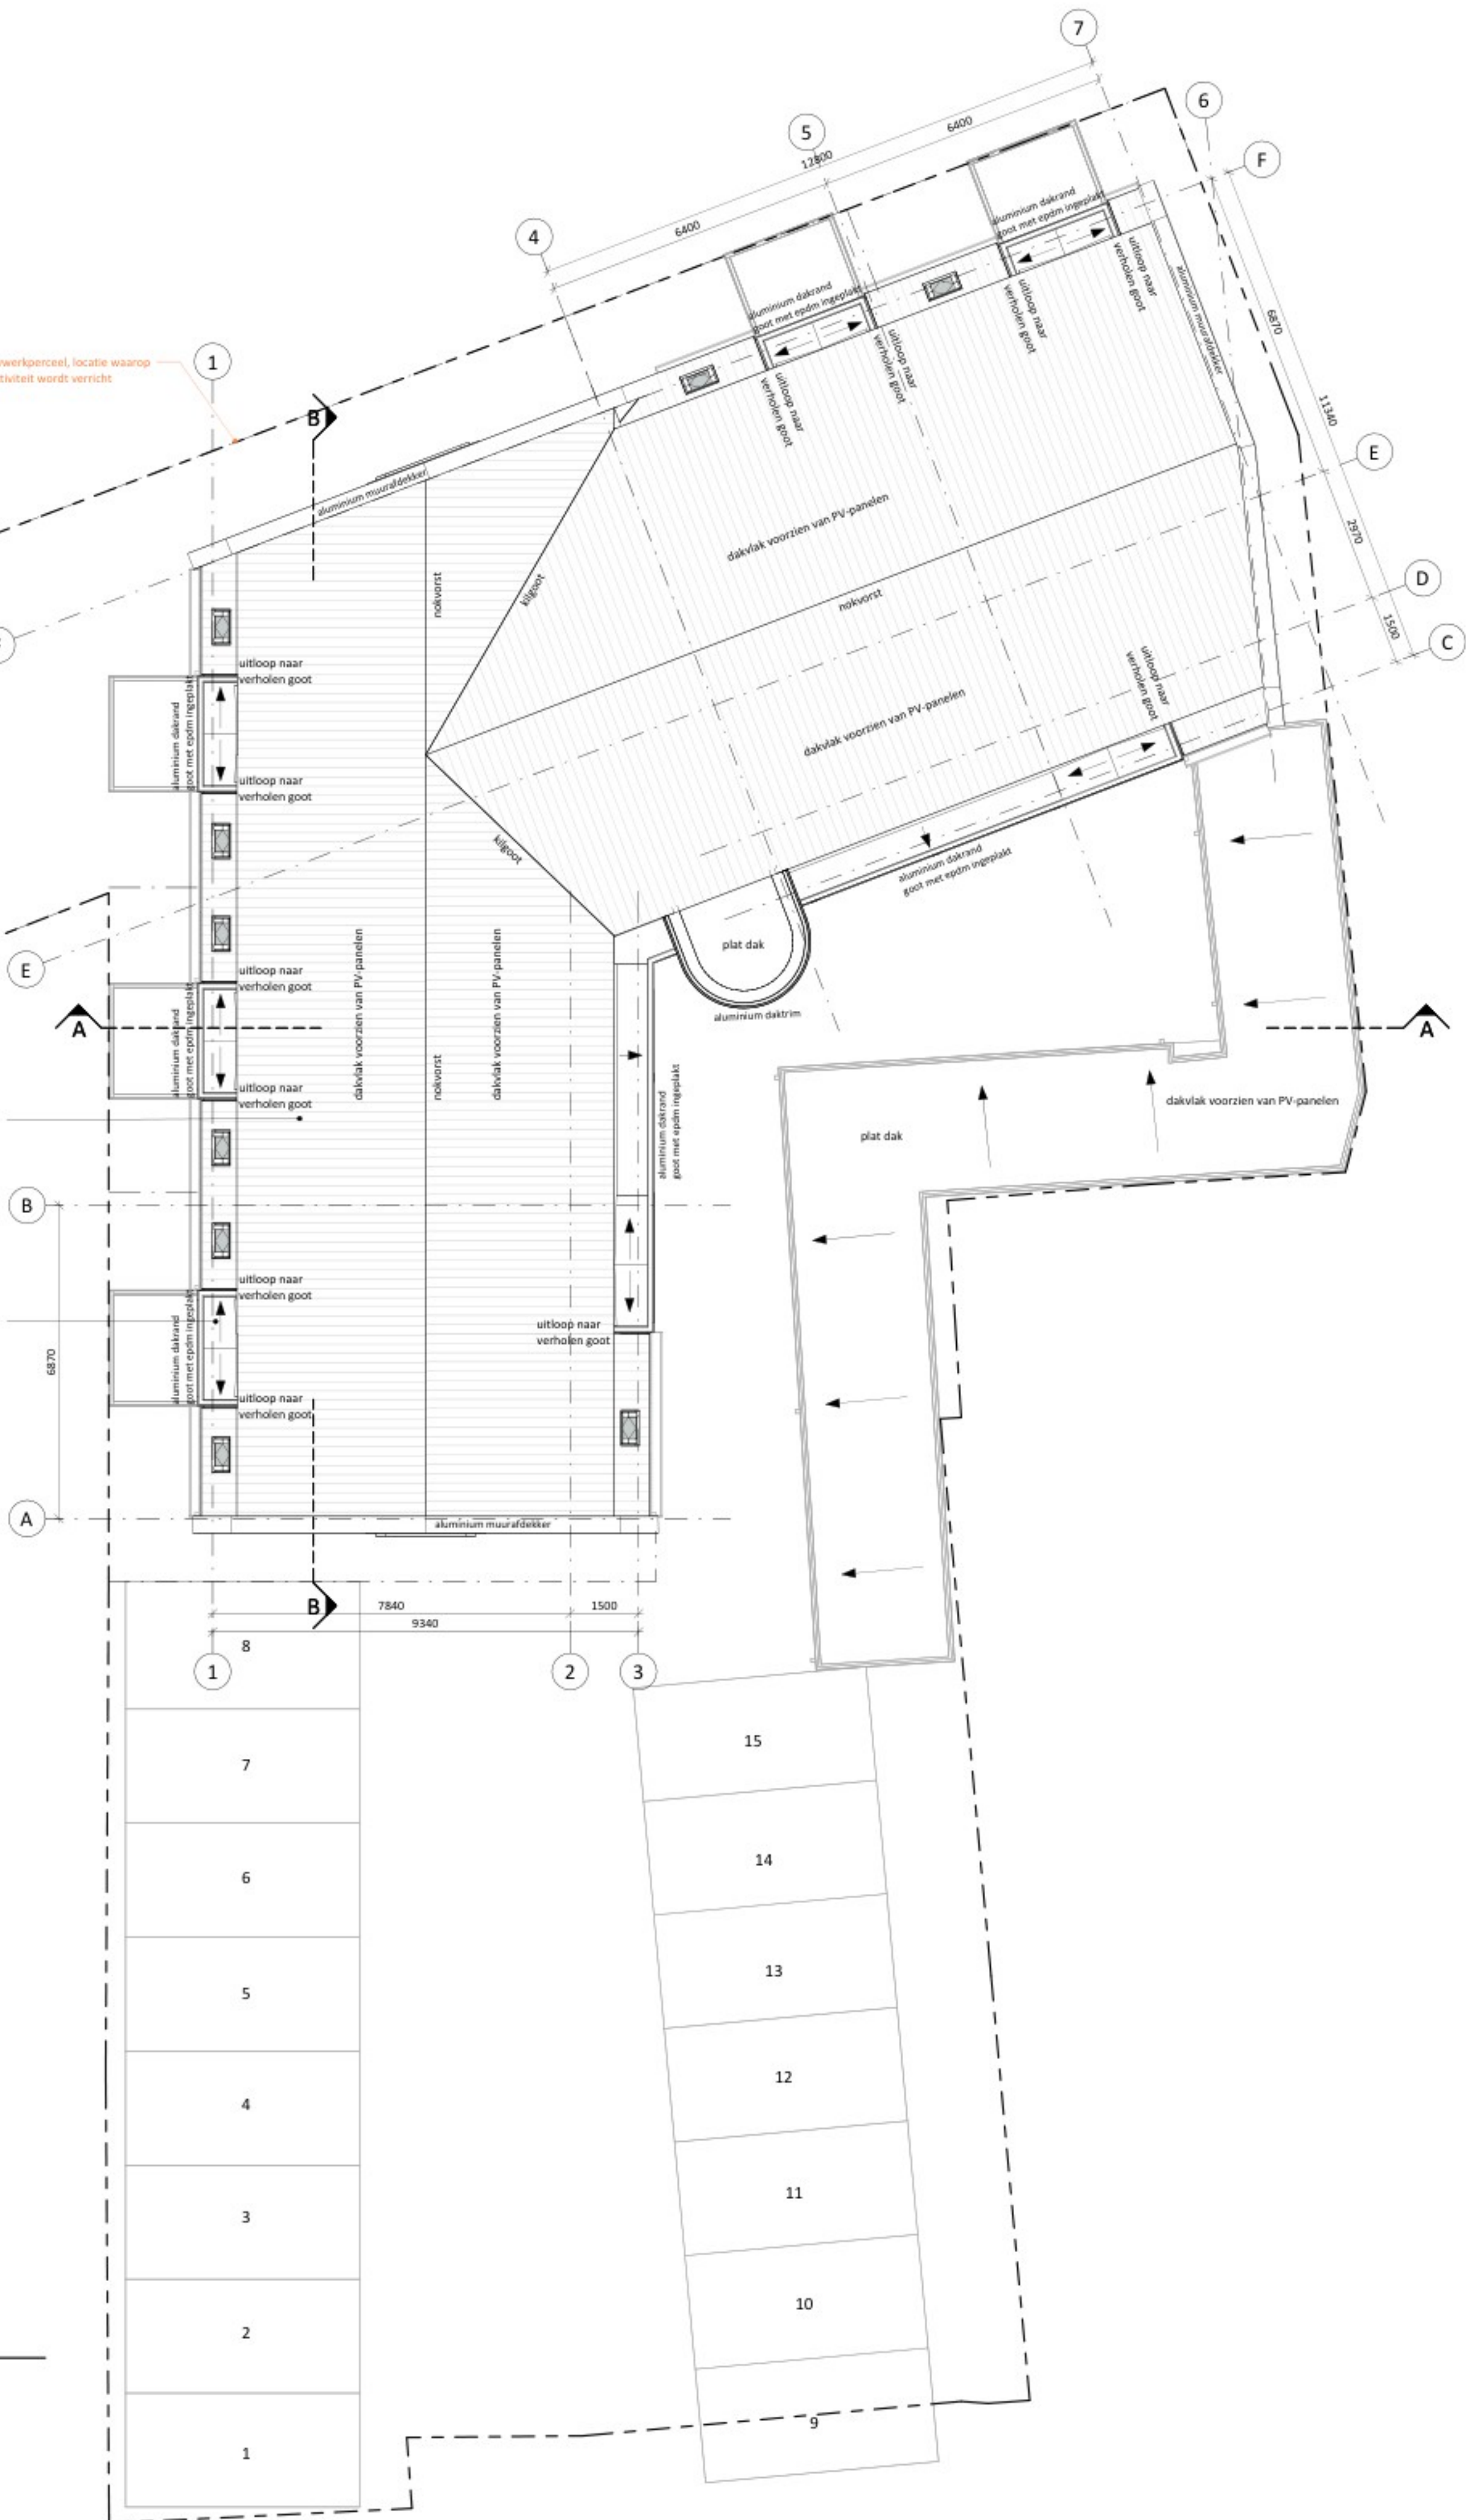 7
6
5
F
6400
12800
6400
4
aluminium dakrand
goot met epdm ingeplakt
uitloop naar
verholen goot
uitloop naar
verholen goot
aluminium muurafdekker
6870
11340
aluminium dakrand
goot met epdm ingeplakt
uitloop naar
verholen goot
uitloop naar
verholen goot
werkperceel, locatie waarop
tiviteit wordt verricht
1
B
aluminium muurafdekker
E
2970
dakvlak voorzien van PV-panelen
nokvorst
kilgoot
nokvorst
D
1500
C
uitloop naar
verholen goot
uitloop naar
verholen goot
aluminium dakrand
goot met epdm ingeplakt
dakvlak voorzien van PV-panelen
uitloop naar
verholen goot
kilgoot
aluminium dakrand
goot met epdm ingeplakt
plat dak
aluminium daktrim
E
uitloop naar
verholen goot
dakvlak voorzien van PV-panelen
dakvlak voorzien van PV-panelen
A
aluminium dakrand
goot met epdm ingeplakt
nokvorst
A
uitloop naar
verholen goot
aluminium dakrand
goot met epdm ingeplakt
dakvlak voorzien van PV-panelen
plat dak
B
uitloop naar
verholen goot
uitloop naar
verholen goot
6870
aluminium dakrand
goot met epdm ingeplakt
uitloop naar
verholen goot
A
aluminium muurafdekker
B
7840
1500
9340
8
1
2
3
15
7
14
6
13
5
12
4
11
3
10
2
9
1